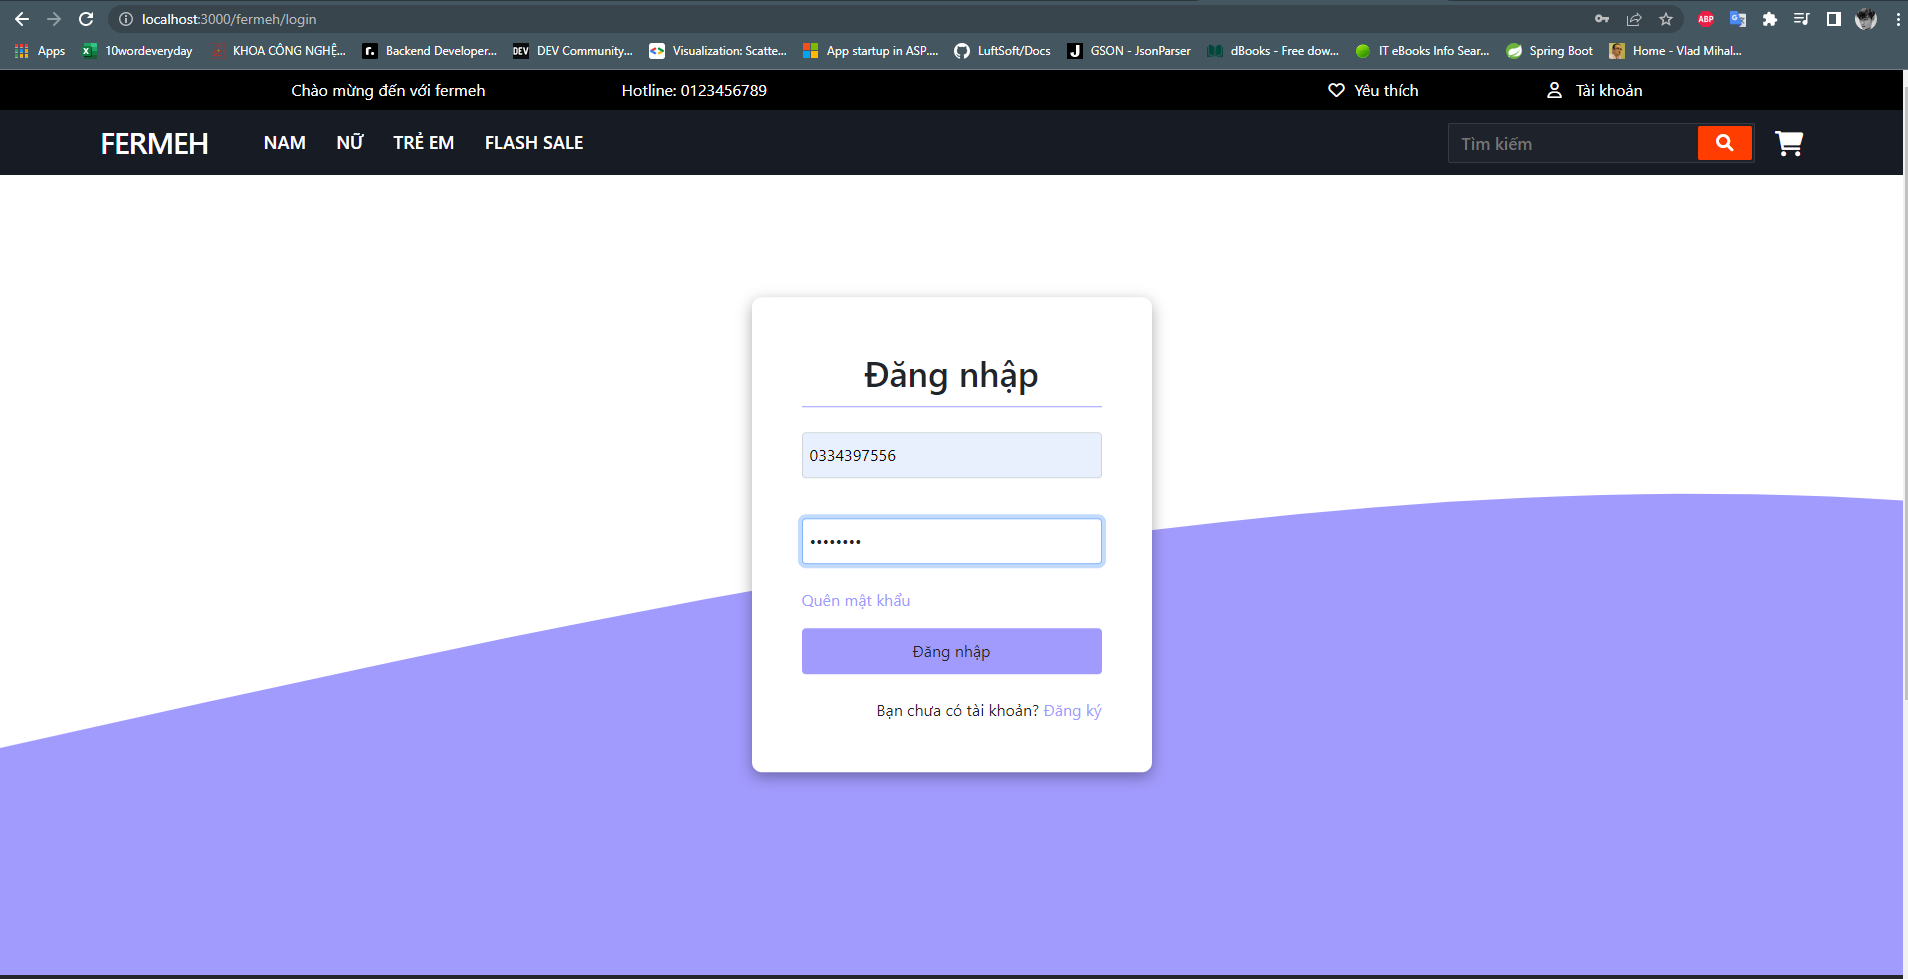 localhost:3000/fermeh/login
ABP
Apps 10wordeveryday KHOA CÔNG NGHỆ... r. Backend Developer... DEV DEV Community... Visualization: Scatte... App startup in ASP.... LuftSoft/Docs J GSON - JsonParser dBooks - Free dow... IT eBooks Info Sear... Spring Boot Home - Vlad Mihal...
Chào mừng đến với fermeh Hotline: 0123456789 Yêu thích Tài khoản
FERMEH NAM NỮ TRẺ EM FLASH SALE Tìm kiếm
Đăng nhập
0334397556
••••••••
Quên mật khẩu
Đăng nhập
Bạn chưa có tài khoản? Đăng ký